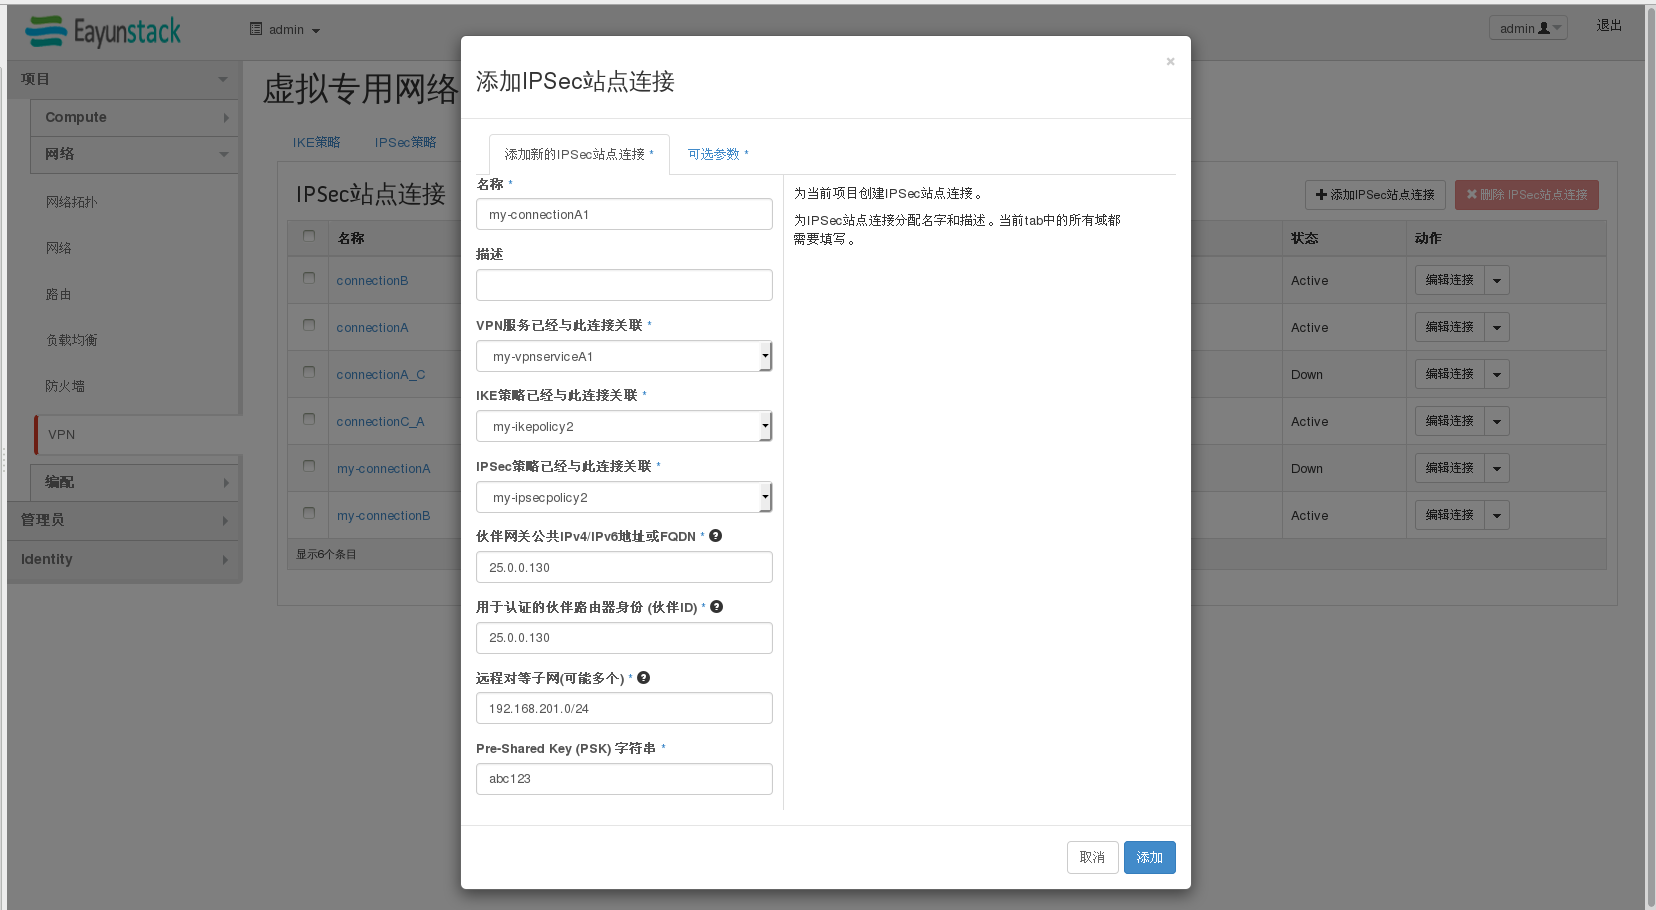 Eayunstack
admin
admin
退出
项目
Compute
网络
网络拓扑
网络
路由
负载均衡
防火墙
VPN
编配
管理员
Identity
虚拟专用网络
IKE策略
IPSec策略
IPSec站点连接
添加IPSec站点连接
删除 IPSec站点连接
名称
状态
动作
connectionB
Active
编辑连接
connectionA
Active
编辑连接
connectionA_C
Down
编辑连接
connectionC_A
Active
编辑连接
my-connectionA
Down
编辑连接
my-connectionB
Active
编辑连接
显示6个条目
添加IPSec站点连接
×
添加新的IPSec站点连接 *
可选参数 *
名称 *
my-connectionA1
描述
VPN服务已经与此连接关联 *
my-vpnserviceA1
IKE策略已经与此连接关联 *
my-ikepolicy2
IPSec策略已经与此连接关联 *
my-ipsecpolicy2
伙伴网关公共IPv4/IPv6地址或FQDN *
25.0.0.130
用于认证的伙伴路由器身份 (伙伴ID) *
25.0.0.130
远程对等子网(可能多个) *
192.168.201.0/24
Pre-Shared Key (PSK) 字符串 *
abc123
为当前项目创建IPSec站点连接。
为IPSec站点连接分配名字和描述。当前tab中的所有域都
需要填写。
取消
添加